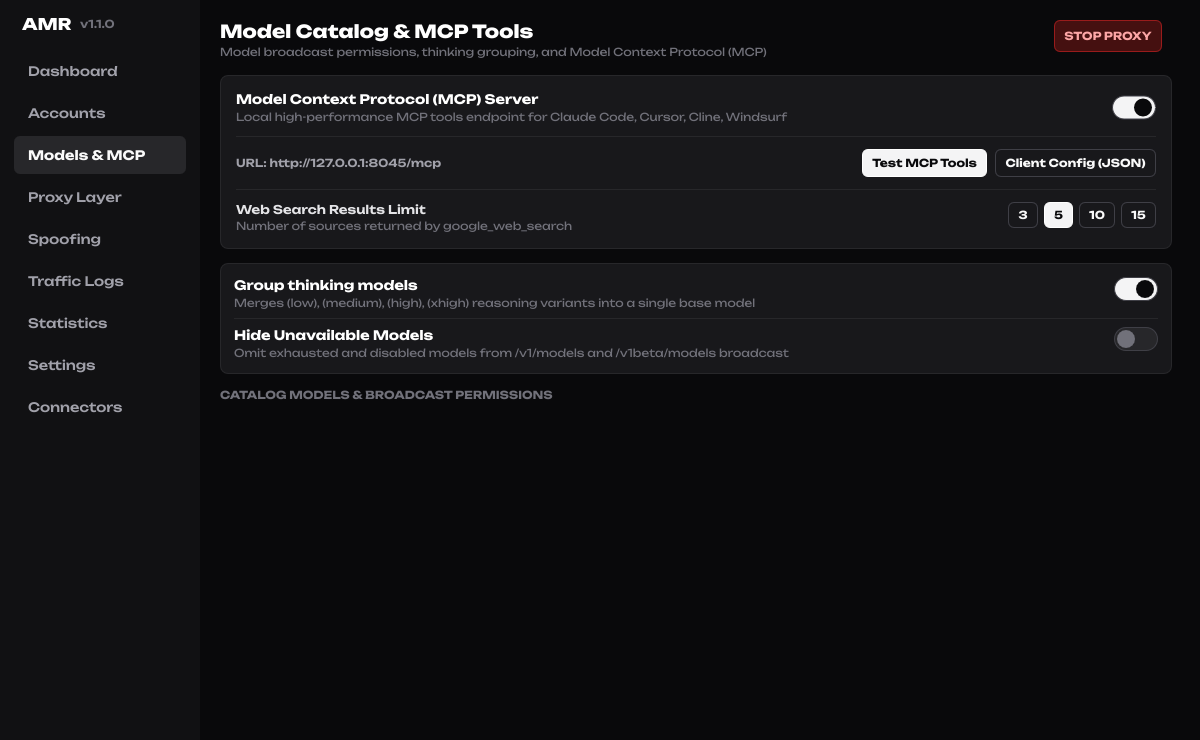 AMR v1.1.0
Dashboard
Accounts
Models & MCP
Proxy Layer
Spoofing
Traffic Logs
Statistics
Settings
Connectors
Model Catalog & MCP Tools
Model broadcast permissions, thinking grouping, and Model Context Protocol (MCP)
STOP PROXY
Model Context Protocol (MCP) Server
Local high-performance MCP tools endpoint for Claude Code, Cursor, Cline, Windsurf
URL: http://127.0.0.1:8045/mcp
Test MCP Tools
Client Config (JSON)
Web Search Results Limit
Number of sources returned by google_web_search
3 5 10 15
Group thinking models
Merges (low), (medium), (high), (xhigh) reasoning variants into a single base model
Hide Unavailable Models
Omit exhausted and disabled models from /v1/models and /v1beta/models broadcast
CATALOG MODELS & BROADCAST PERMISSIONS